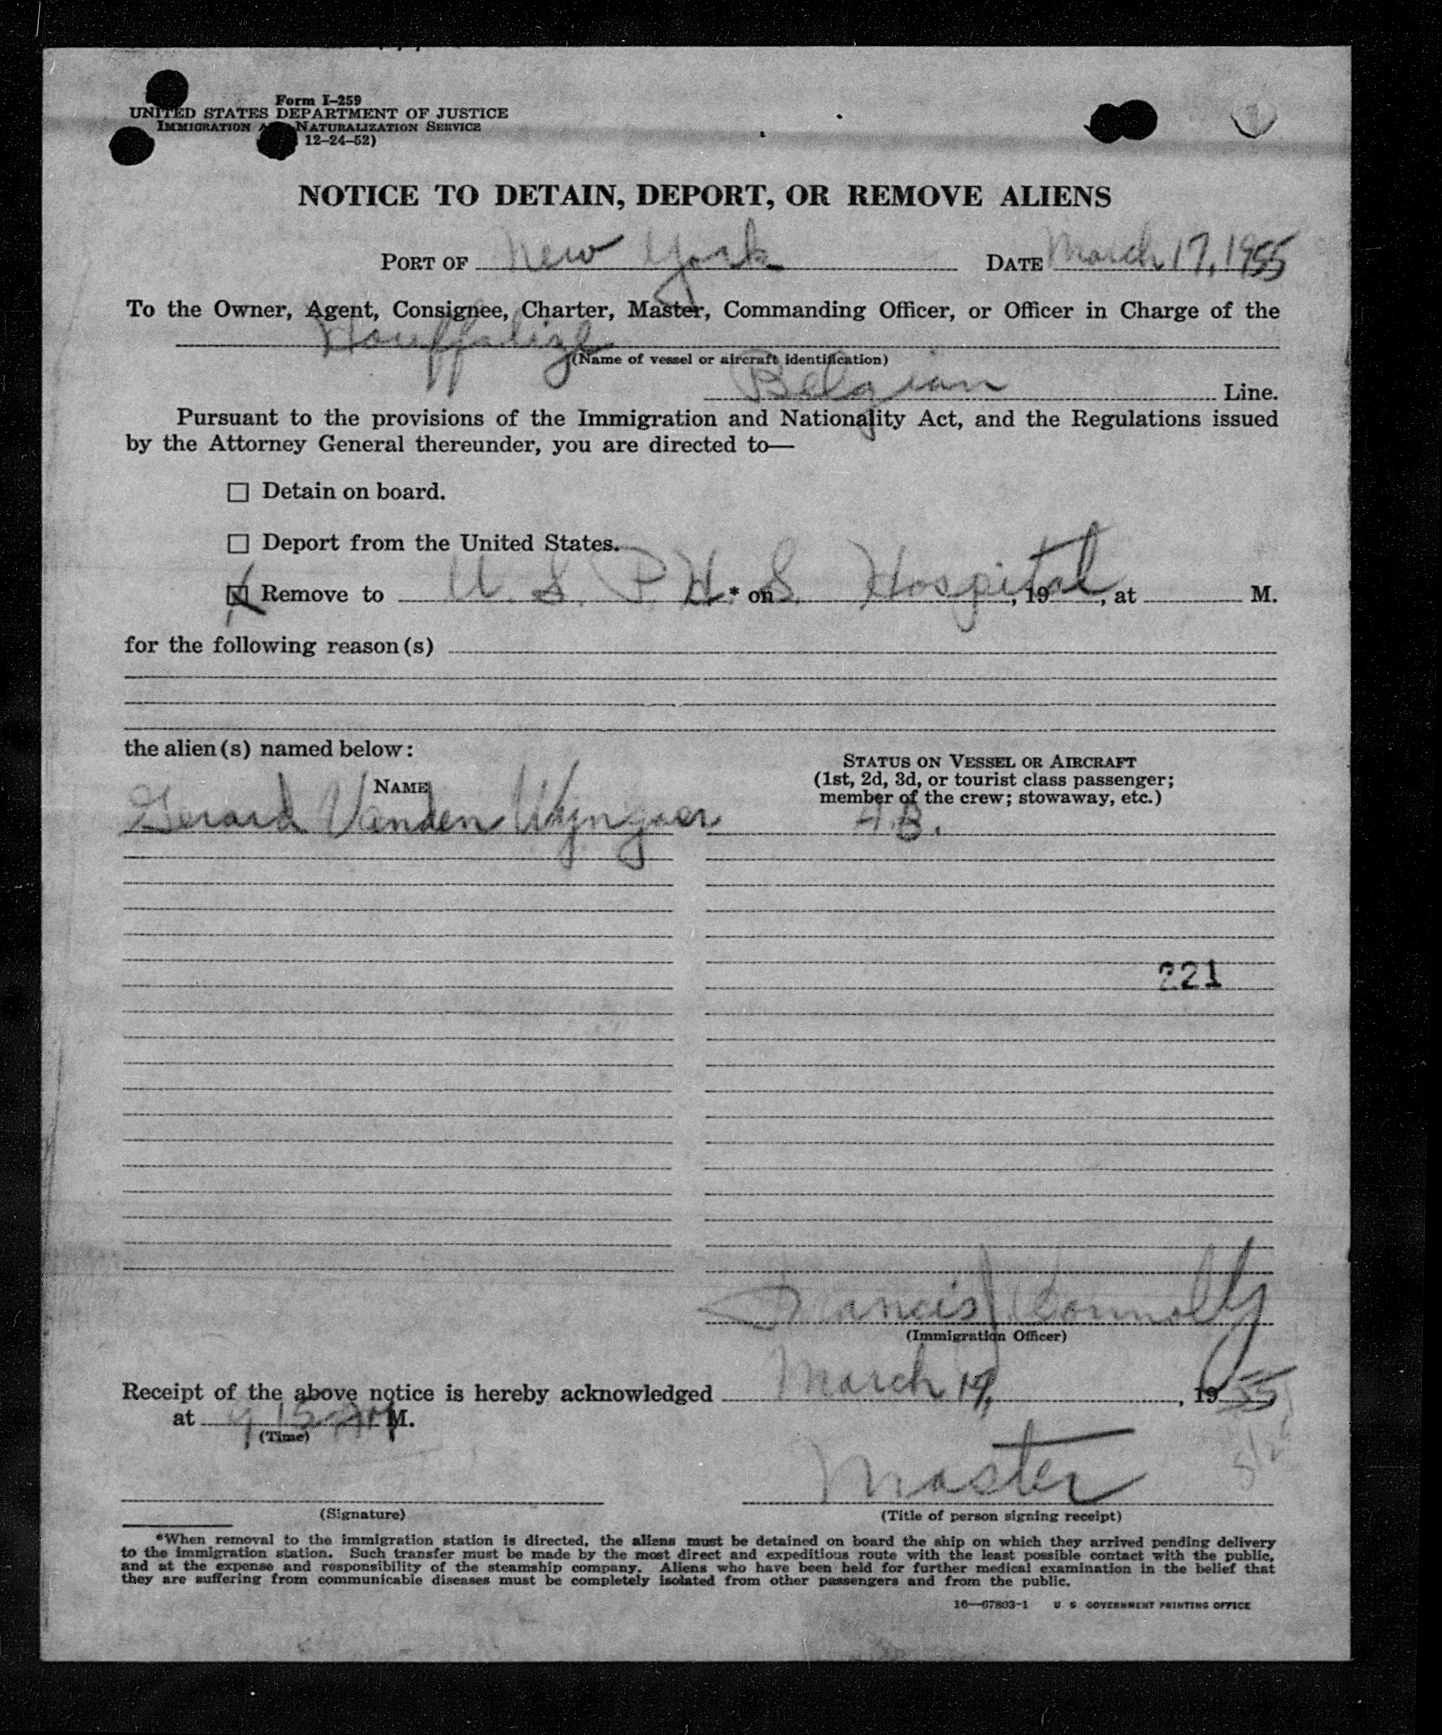 Form I-259
UNITED STATES DEPARTMENT OF JUSTICE
IMMIGRATION NATURALIZATION SERVICE
12-24-52)
NOTICE TO DETAIN, DEPORT, OR REMOVE ALIENS
PORT OF New York DATE March 17, 1955
To the Owner, Agent, Consignee, Charter, Master, Commanding Officer, or Officer in Charge of the
Houffalize
(Name of vessel or aircraft identification)
Belgian Line.
Pursuant to the provisions of the Immigration and Nationality Act, and the Regulations issued
by the Attorney General thereunder, you are directed to—
Detain on board.
Deport from the United States.
Remove to U. S. P. H. S. Hospital * on , 19 , at M.
for the following reason(s)
the alien(s) named below:
NAME
STATUS ON VESSEL OR AIRCRAFT
(1st, 2d, 3d, or tourist class passenger;
member of the crew; stowaway, etc.)
Gerard Vanden Wyngaer A.B.
221
Francis J Connolly
(Immigration Officer)
Receipt of the above notice is hereby acknowledged March 17, 1955
at 9 15 AM M.
(Time)
Master
(Signature) (Title of person signing receipt)
*When removal to the immigration station is directed, the aliens must be detained on board the ship on which they arrived pending delivery
to the immigration station. Such transfer must be made by the most direct and expeditious route with the least possible contact with the public,
and at the expense and responsibility of the steamship company. Aliens who have been held for further medical examination in the belief that
they are suffering from communicable diseases must be completely isolated from other passengers and from the public.
16—67803-1 U. S. GOVERNMENT PRINTING OFFICE